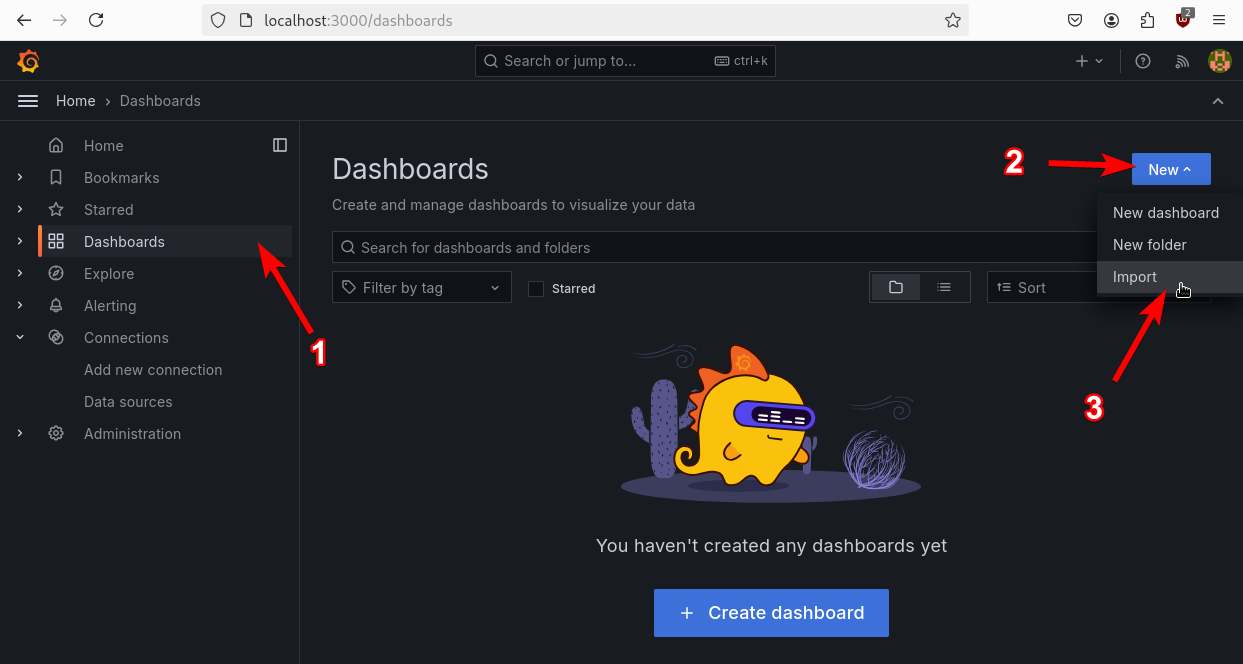 localhost:3000/dashboards
2
Search or jump to...
ctrl+k
Home › Dashboards
Home
Bookmarks
Starred
Dashboards
Explore
Alerting
Connections
Add new connection
Data sources
Administration
1
Dashboards
Create and manage dashboards to visualize your data
2
New
New dashboard
New folder
Import
Search for dashboards and folders
Filter by tag
Starred
Sort
3
You haven't created any dashboards yet
+ Create dashboard